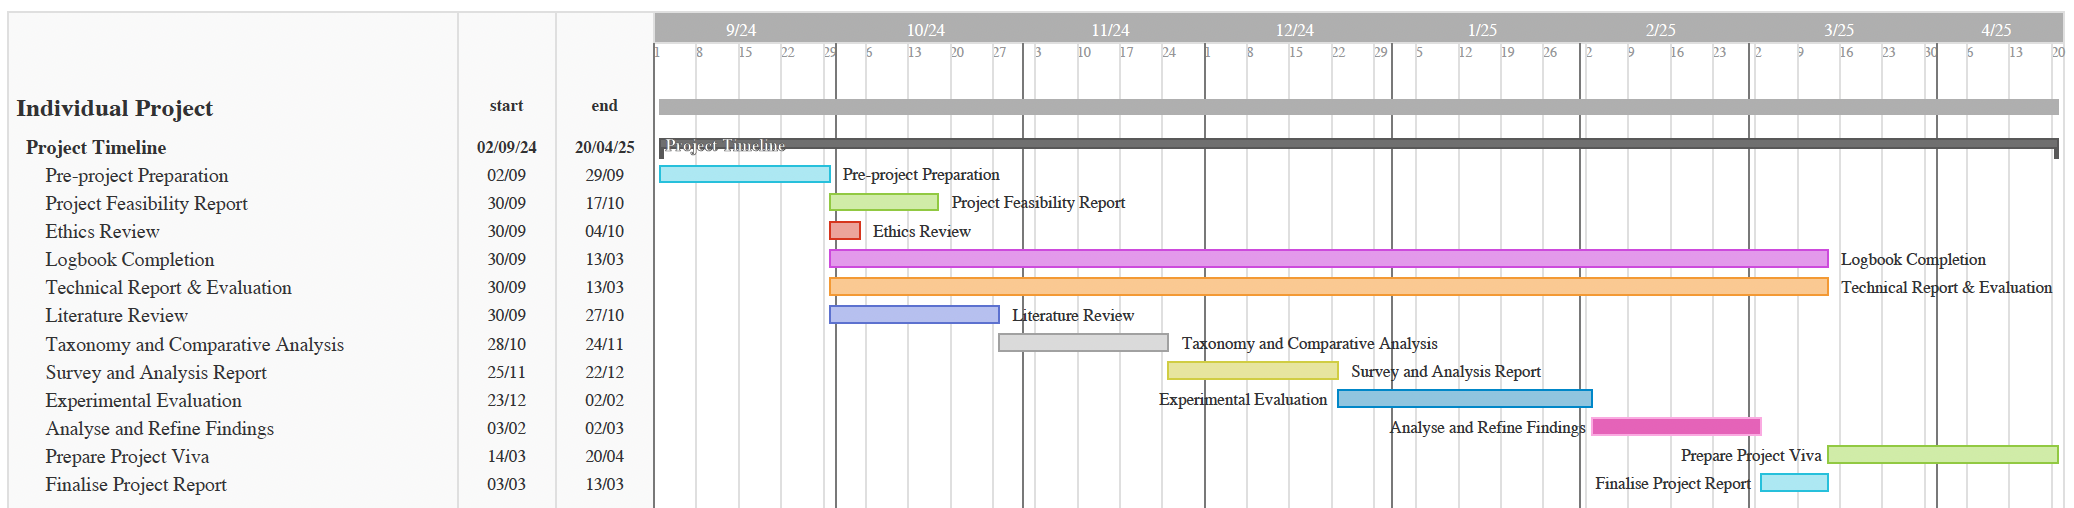 9/24 10/24 11/24 12/24 1/25 2/25 3/25 4/25
1 8 15 22 29 6 13 20 27 3 10 17 24 1 8 15 22 29 5 12 19 26 2 9 16 23 2 9 16 23 30 6 13 20
Individual Project start end
Project Timeline 02/09/24 20/04/25 Project Timeline
Pre-project Preparation 02/09 29/09 Pre-project Preparation
Project Feasibility Report 30/09 17/10 Project Feasibility Report
Ethics Review 30/09 04/10 Ethics Review
Logbook Completion 30/09 13/03 Logbook Completion
Technical Report & Evaluation 30/09 13/03 Technical Report & Evaluation
Literature Review 30/09 27/10 Literature Review
Taxonomy and Comparative Analysis 28/10 24/11 Taxonomy and Comparative Analysis
Survey and Analysis Report 25/11 22/12 Survey and Analysis Report
Experimental Evaluation 23/12 02/02 Experimental Evaluation
Analyse and Refine Findings 03/02 02/03 Analyse and Refine Findings
Prepare Project Viva 14/03 20/04 Prepare Project Viva
Finalise Project Report 03/03 13/03 Finalise Project Report